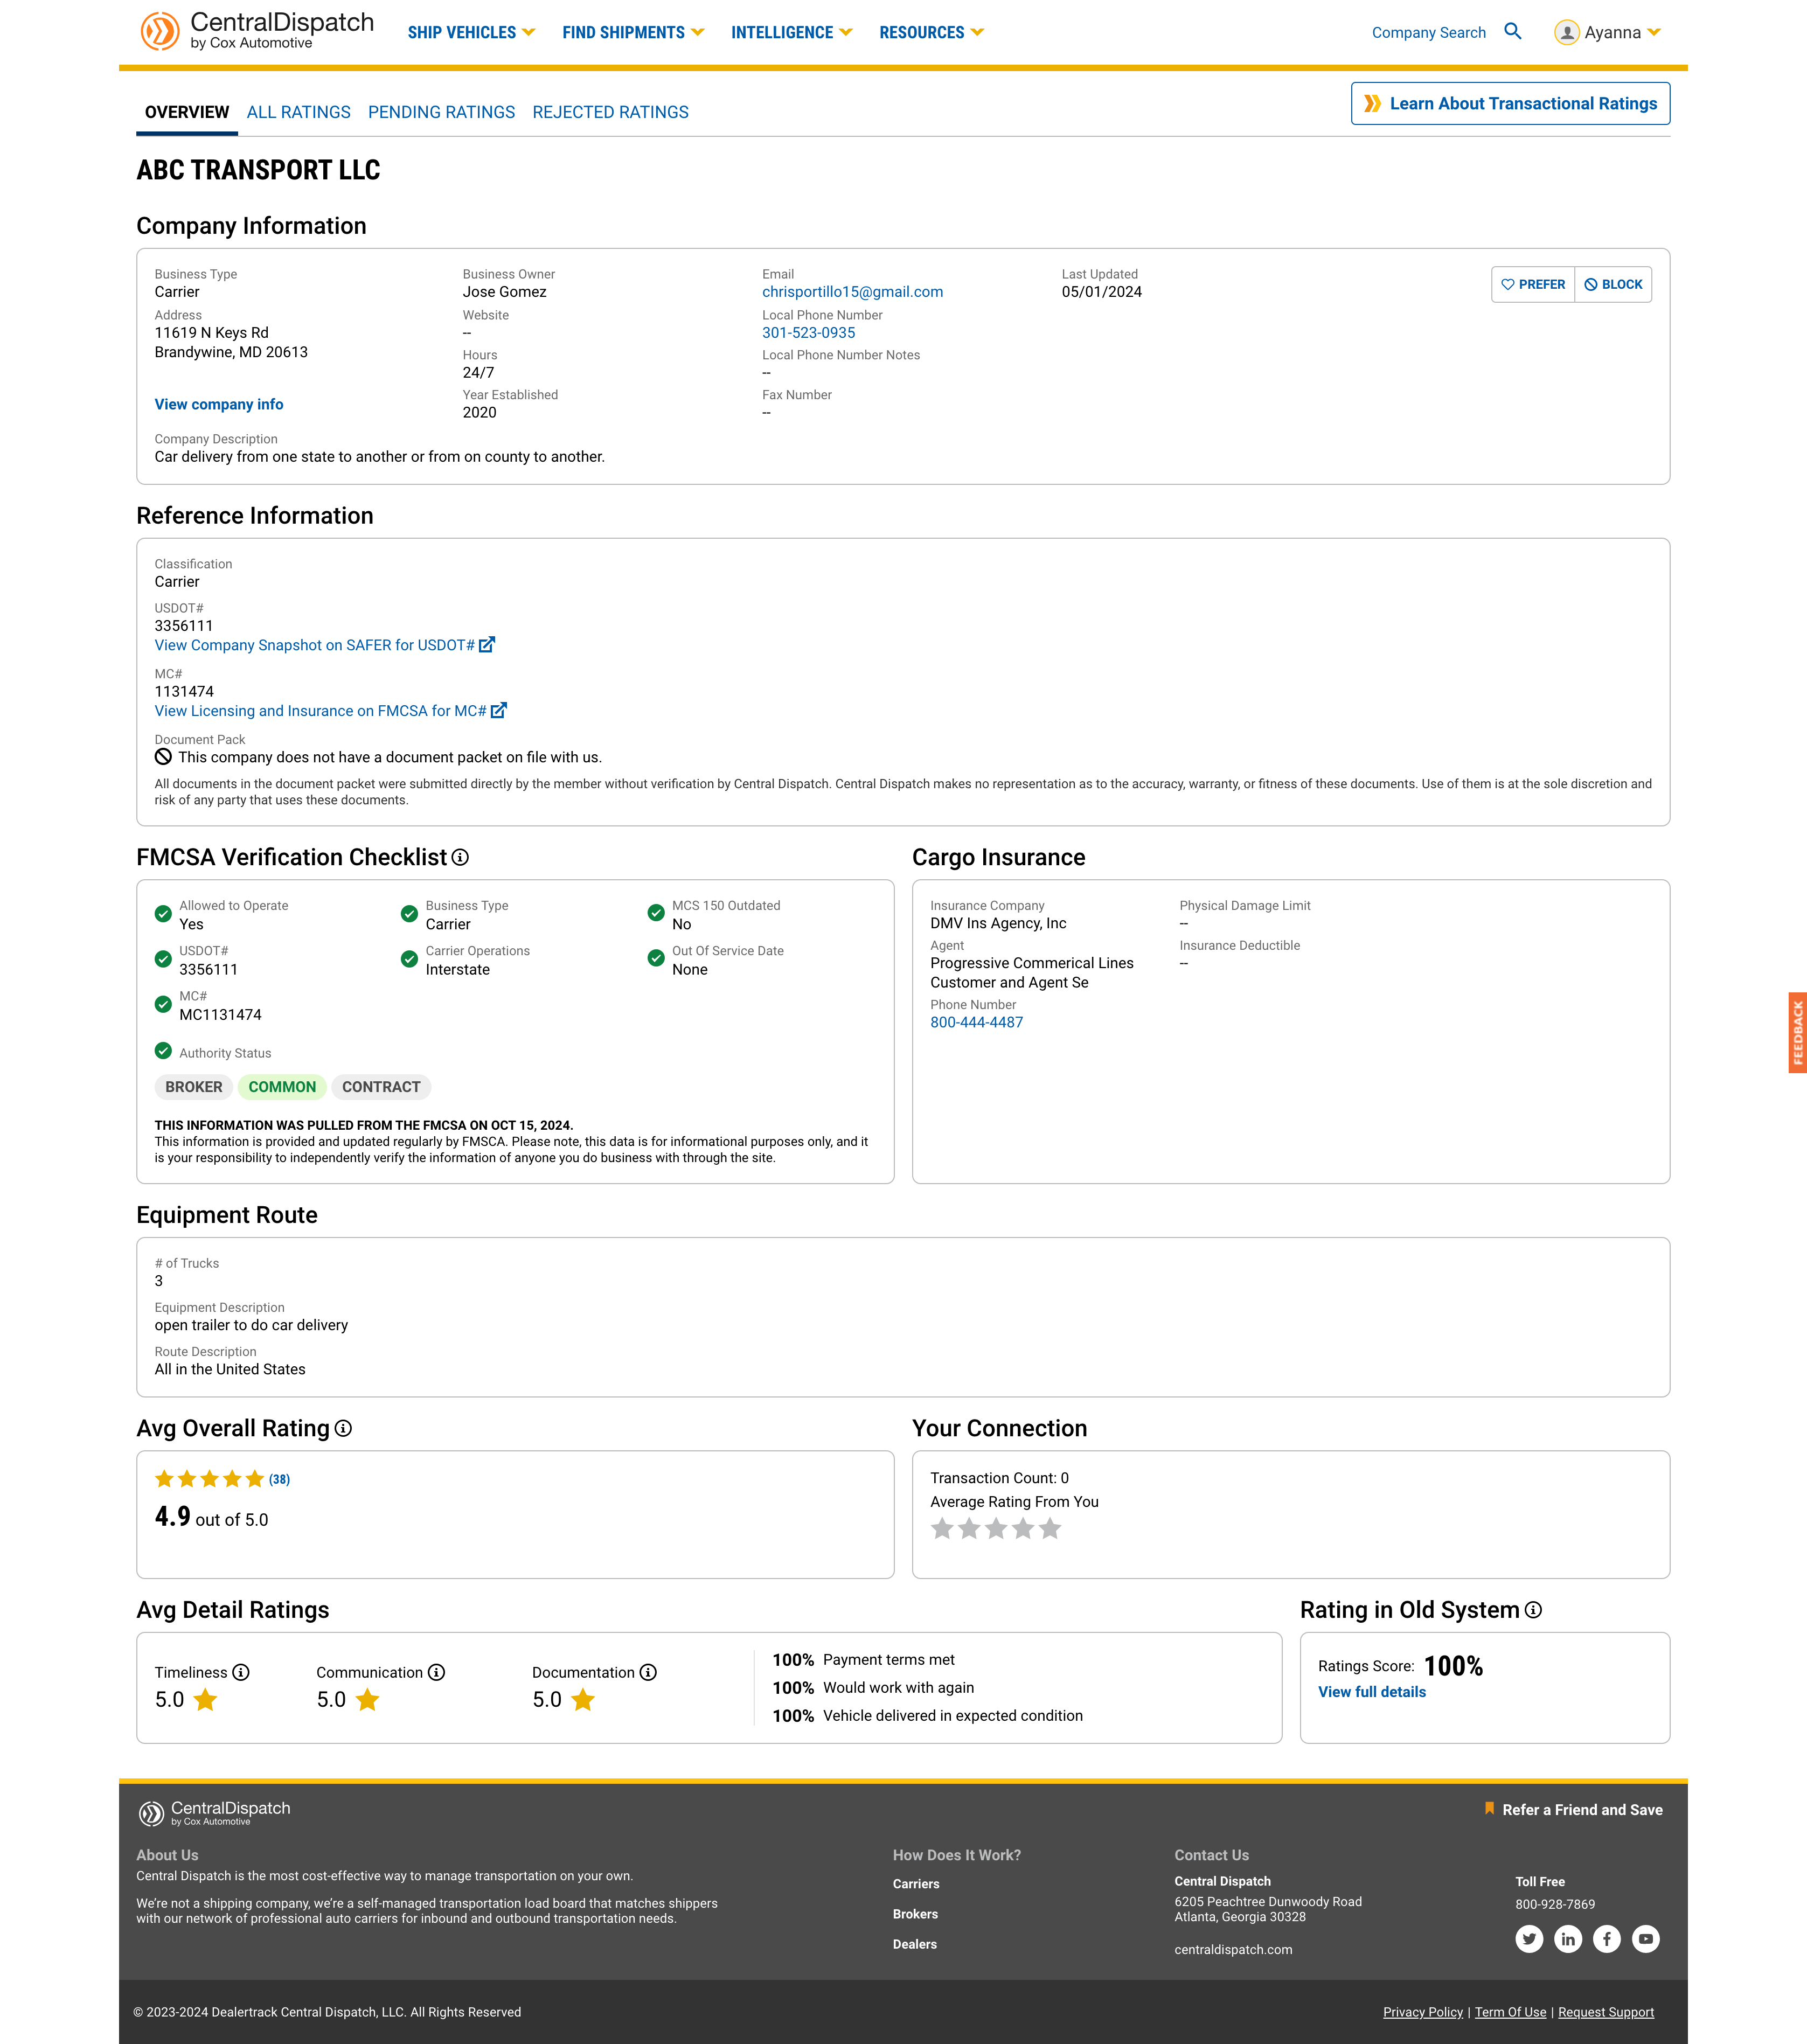 CentralDispatch
by Cox Automotive
SHIP VEHICLES
FIND SHIPMENTS
INTELLIGENCE
RESOURCES
Company Search
Ayanna
OVERVIEW
ALL RATINGS
PENDING RATINGS
REJECTED RATINGS
Learn About Transactional Ratings
ABC TRANSPORT LLC
Company Information
Business Type
Carrier
Address
11619 N Keys Rd
Brandywine, MD 20613
View company info
Business Owner
Jose Gomez
Website
--
Hours
24/7
Year Established
2020
Email
chrisportillo15@gmail.com
Local Phone Number
301-523-0935
Local Phone Number Notes
--
Fax Number
--
Last Updated
05/01/2024
PREFER
BLOCK
Company Description
Car delivery from one state to another or from on county to another.
Reference Information
Classification
Carrier
USDOT#
3356111
View Company Snapshot on SAFER for USDOT#
MC#
1131474
View Licensing and Insurance on FMCSA for MC#
Document Pack
This company does not have a document packet on file with us.
All documents in the document packet were submitted directly by the member without verification by Central Dispatch. Central Dispatch makes no representation as to the accuracy, warranty, or fitness of these documents. Use of them is at the sole discretion and
risk of any party that uses these documents.
FMCSA Verification Checklist
Allowed to Operate
Yes
Business Type
Carrier
MCS 150 Outdated
No
USDOT#
3356111
Carrier Operations
Interstate
Out Of Service Date
None
MC#
MC1131474
Authority Status
BROKER
COMMON
CONTRACT
THIS INFORMATION WAS PULLED FROM THE FMCSA ON OCT 15, 2024.
This information is provided and updated regularly by FMSCA. Please note, this data is for informational purposes only, and it
is your responsibility to independently verify the information of anyone you do business with through the site.
Cargo Insurance
Insurance Company
DMV Ins Agency, Inc
Agent
Progressive Commerical Lines
Customer and Agent Se
Phone Number
800-444-4487
Physical Damage Limit
--
Insurance Deductible
--
FEEDBACK
Equipment Route
# of Trucks
3
Equipment Description
open trailer to do car delivery
Route Description
All in the United States
Avg Overall Rating
(38)
4.9 out of 5.0
Your Connection
Transaction Count: 0
Average Rating From You
Avg Detail Ratings
Timeliness
5.0
Communication
5.0
Documentation
5.0
100% Payment terms met
100% Would work with again
100% Vehicle delivered in expected condition
Rating in Old System
Ratings Score: 100%
View full details
CentralDispatch
by Cox Automotive
Refer a Friend and Save
About Us
Central Dispatch is the most cost-effective way to manage transportation on your own.
We're not a shipping company, we're a self-managed transportation load board that matches shippers
with our network of professional auto carriers for inbound and outbound transportation needs.
How Does It Work?
Carriers
Brokers
Dealers
Contact Us
Central Dispatch
6205 Peachtree Dunwoody Road
Atlanta, Georgia 30328
centraldispatch.com
Toll Free
800-928-7869
© 2023-2024 Dealertrack Central Dispatch, LLC. All Rights Reserved
Privacy Policy | Term Of Use | Request Support